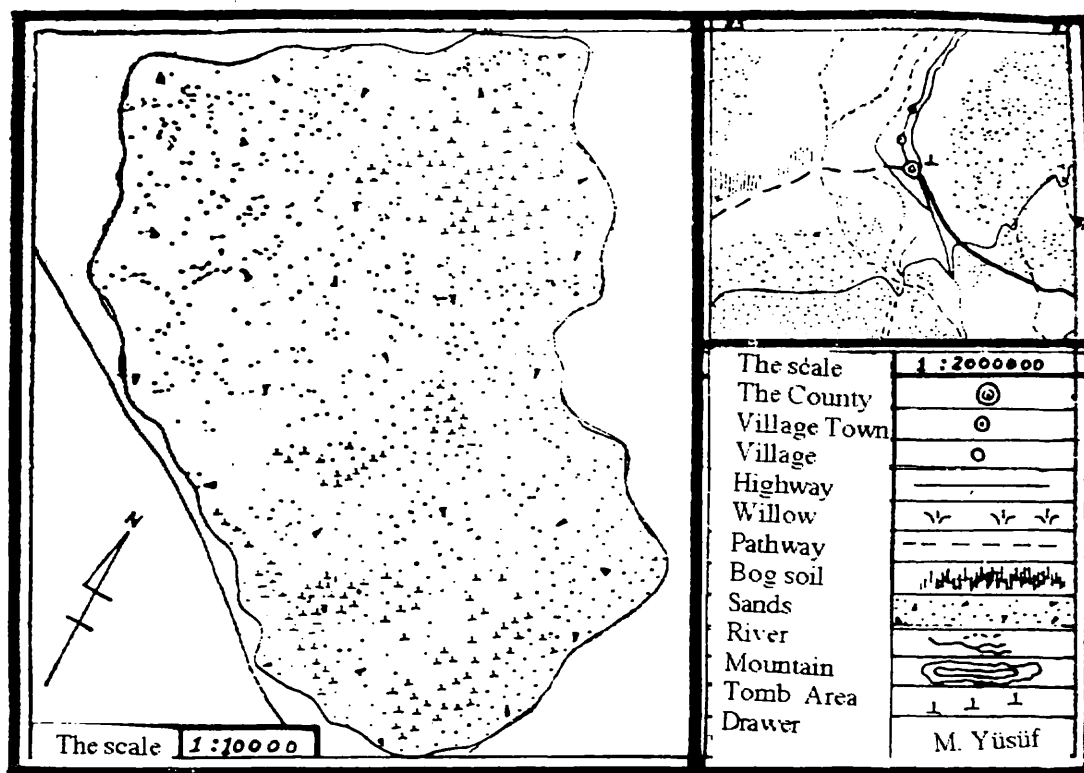 N
The scale 1:10000
The scale 1:2000000
The County
Village Town
Village
Highway
Willow
Pathway
Bog soil
Sands
River
Mountain
Tomb Area
Drawer M. Yüsüf